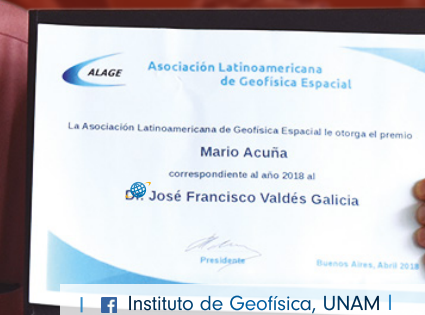 ALAGE
Asociación Latinoamericana
de Geofísica Espacial
La Asociación Latinoamericana de Geofísica Espacial le otorga el premio
Mario Acuña
correspondiente al año 2018 al
Dr. José Francisco Valdés Galicia
Presidente
Buenos Aires, Abril 2018
| f Instituto de Geofísica, UNAM |